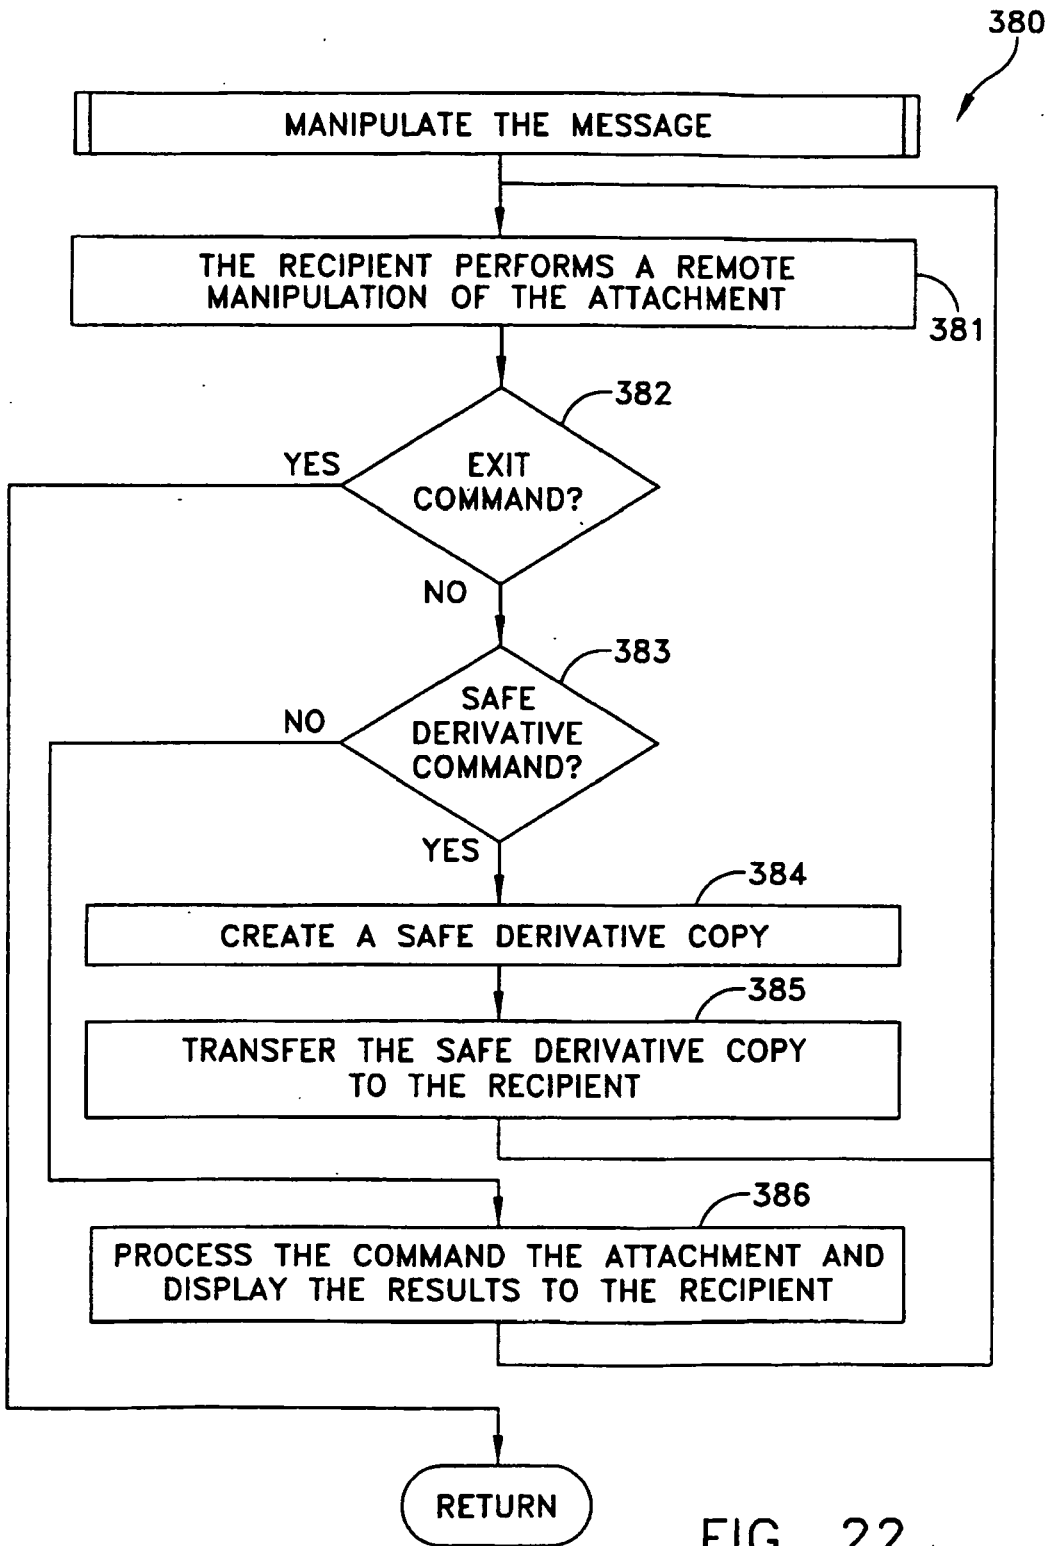 380
MANIPULATE THE MESSAGE
THE RECIPIENT PERFORMS A REMOTE
MANIPULATION OF THE ATTACHMENT
381
382
YES
EXIT
COMMAND?
NO
383
NO
SAFE
DERIVATIVE
COMMAND?
YES
384
CREATE A SAFE DERIVATIVE COPY
385
TRANSFER THE SAFE DERIVATIVE COPY
TO THE RECIPIENT
386
PROCESS THE COMMAND THE ATTACHMENT AND
DISPLAY THE RESULTS TO THE RECIPIENT
RETURN
FIG. 22.